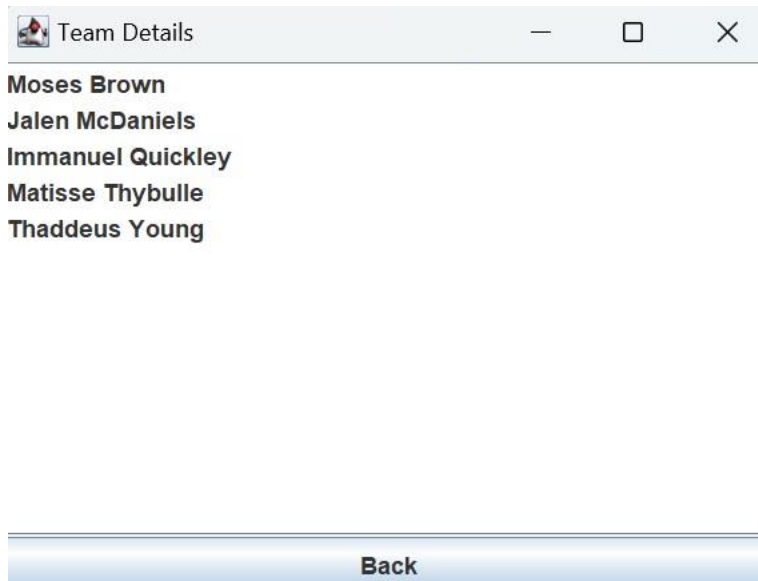 Team Details
Moses Brown
Jalen McDaniels
Immanuel Quickley
Matisse Thybulle
Thaddeus Young
Back